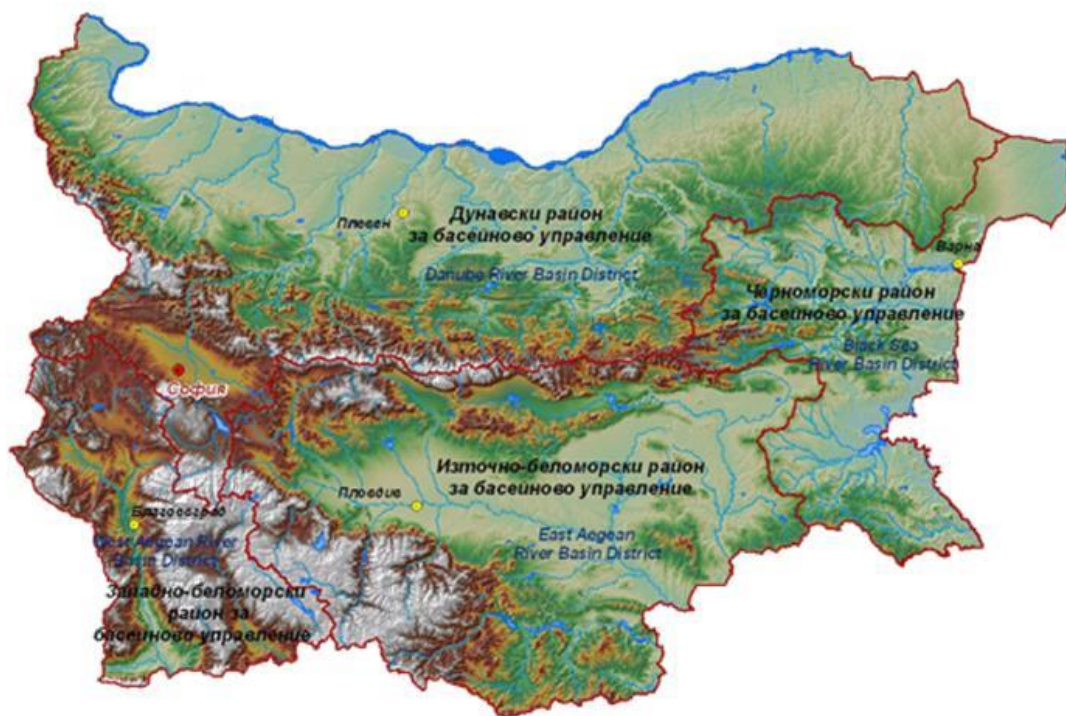 Плевен
Дунавски район
за басейново управление
Danube River Basin District
Варна
Черноморски район
за басейново управление
Black Sea
River Basin District
София
Източно-беломорски район
за басейново управление
Пловдив
East Aegean
River Basin District
Благоевград
West Aegean River
Basin District
Западно-беломорски
район за
басейново управление